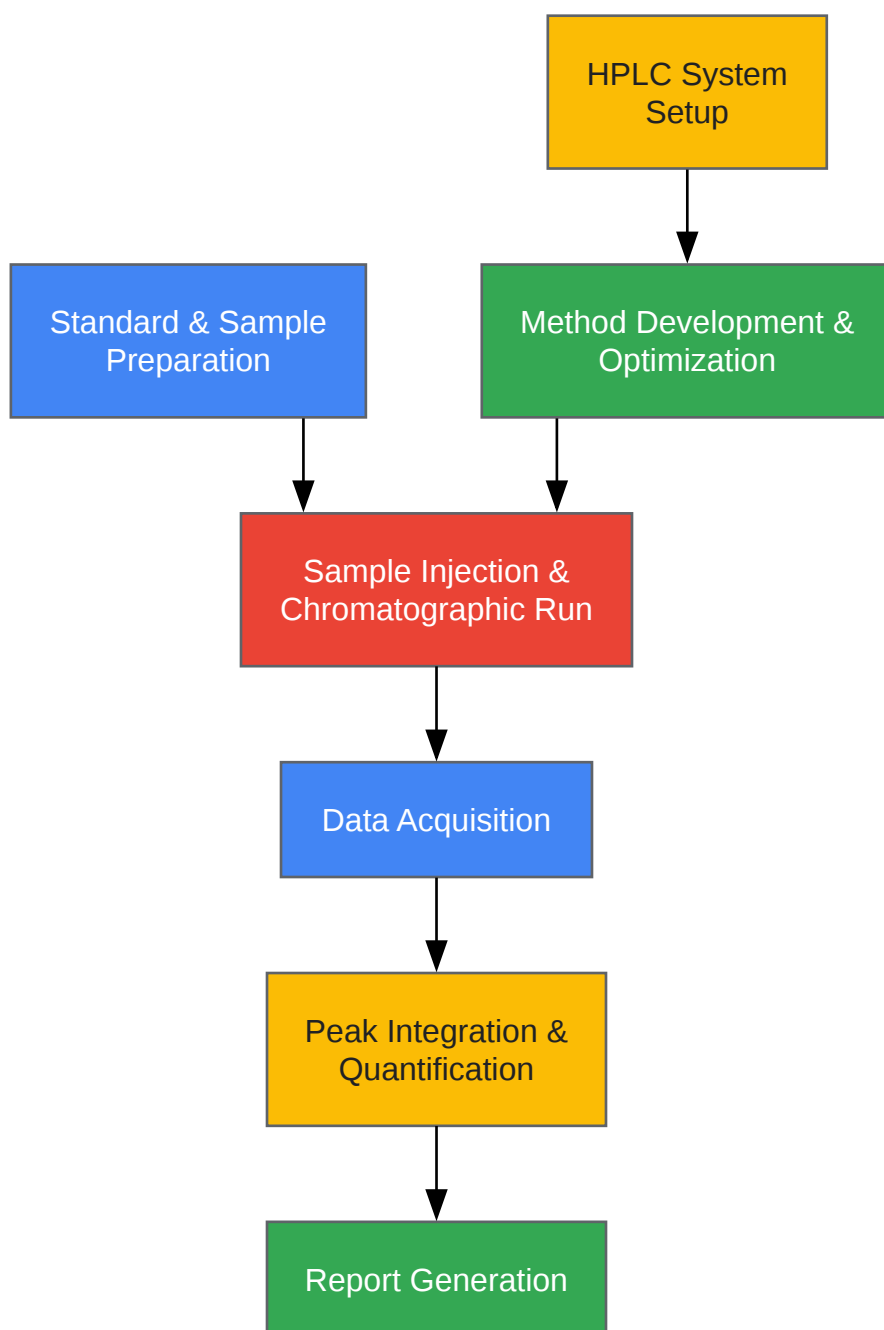 HPLC System
Setup
Standard & Sample
Preparation
Method Development &
Optimization
Sample Injection &
Chromatographic Run
Data Acquisition
Peak Integration &
Quantification
Report Generation